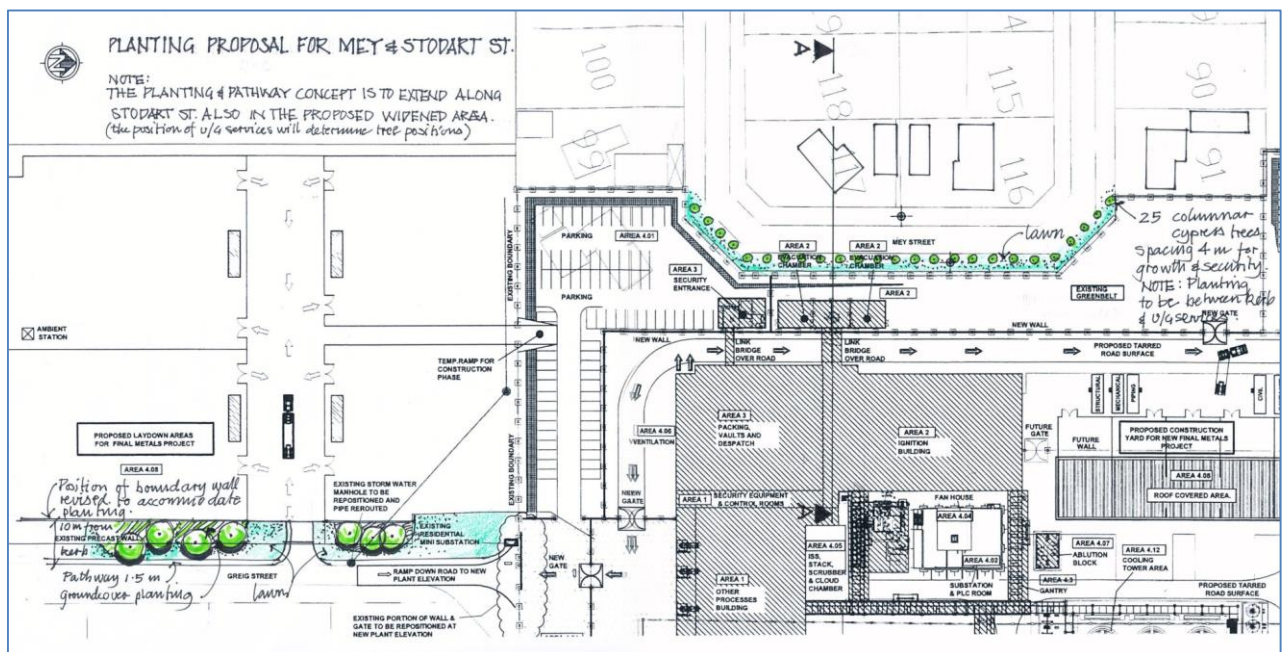 PLANTING PROPOSAL FOR MEY & STODART ST.
NOTE:
THE PLANTING & PATHWAY CONCEPT IS TO EXTEND ALONG
STODART ST. ALSO IN THE PROPOSED WIDENED AREA.
(the position of u/g services will determine tree positions)
N
100
99
118
117
115
116
90
91
A
25 columnar
cypress trees
spacing 4 m for
growth & security.
NOTE: Planting
to be between kerb
& u/g services
lawn
MEY STREET
EXISTING
GREENBELT
NEW GATE
PARKING
AREA 4.01
PARKING
EXISTING BOUNDARY
EXISTING BOUNDARY
AREA 2
EVACUATION
CHAMBER
AREA 2
EVACUATION
CHAMBER
AREA 2
AREA 3
SECURITY
ENTRANCE
AMBIENT
STATION
TEMP.RAMP FOR
CONSTRUCTION
PHASE
NEW WALL
LINK
BRIDGE
OVER ROAD
LINK
BRIDGE
OVER ROAD
NEW WALL
PROPOSED TARRED
ROAD SURFACE
STRUCTURAL
MECHANICAL
PIPING
CIVIL
PROPOSED LAYDOWN AREAS
FOR FINAL METALS PROJECT
AREA 4.08
AREA 4.06
VENTILATION
AREA 3
PACKING,
VAULTS AND
DESPATCH
AREA 2
IGNITION
BUILDING
FUTURE
GATE
FUTURE
WALL
PROPOSED CONSTRUCTION
YARD FOR NEW FINAL METALS
PROJECT
AREA 4.08
ROOF COVERED AREA.
Position of boundary wall
revised to accommodate
planting.
10m from
kerb
EXISTING PRECAST WALL
EXISTING STORM WATER
MANHOLE TO BE
REPOSITIONED AND
PIPE REROUTED
EXISTING
RESIDENTIAL
MINI SUBSTATION
NEW
GATE
AREA 1
SECURITY EQUIPMENT
& CONTROL ROOMS
A
FAN HOUSE
AREA 4.04
AREA 4.05
ISS,
STACK,
SCRUBBER
& CLOUD
CHAMBER
AREA 4.02
SUBSTATION
& PLC ROOM
AREA 4.3
GANTRY
AREA 4.07
ABLUTION
BLOCK
AREA 4.12
COOLING
TOWER AREA
PROPOSED TARRED
ROAD SURFACE
Pathway 1.5 m
groundcover planting
GREIG STREET
lawn
RAMP DOWN ROAD TO NEW
PLANT ELEVATION
NEW
GATE
AREA 1
OTHER
PROCESSES
BUILDING
EXISTING PORTION OF WALL &
GATE TO BE REPOSITIONED AT
NEW PLANT ELEVATION